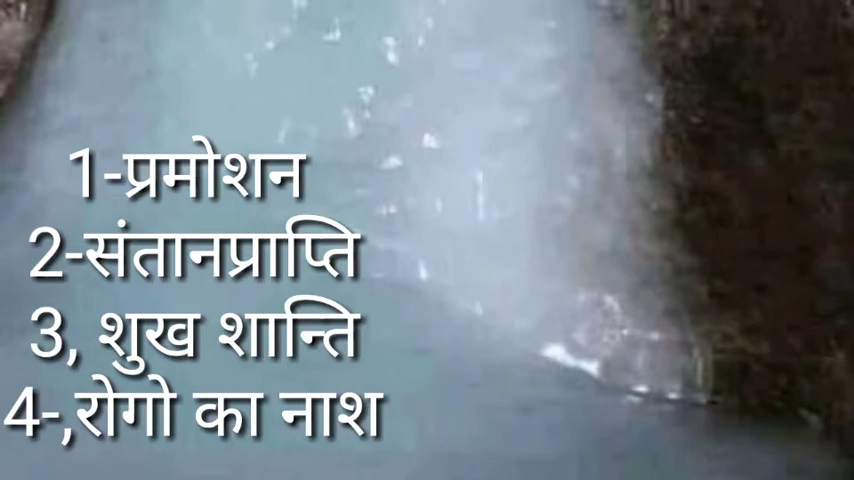 1-प्रमोशन
2-संतानप्राप्ति
3, शुख शान्ति
4-,रोगो का नाश